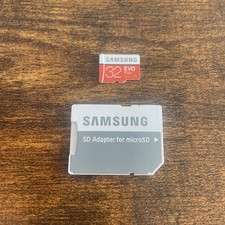 SAMSUNG
32 EVO
SAMSUNG
SD Adapter for microSD